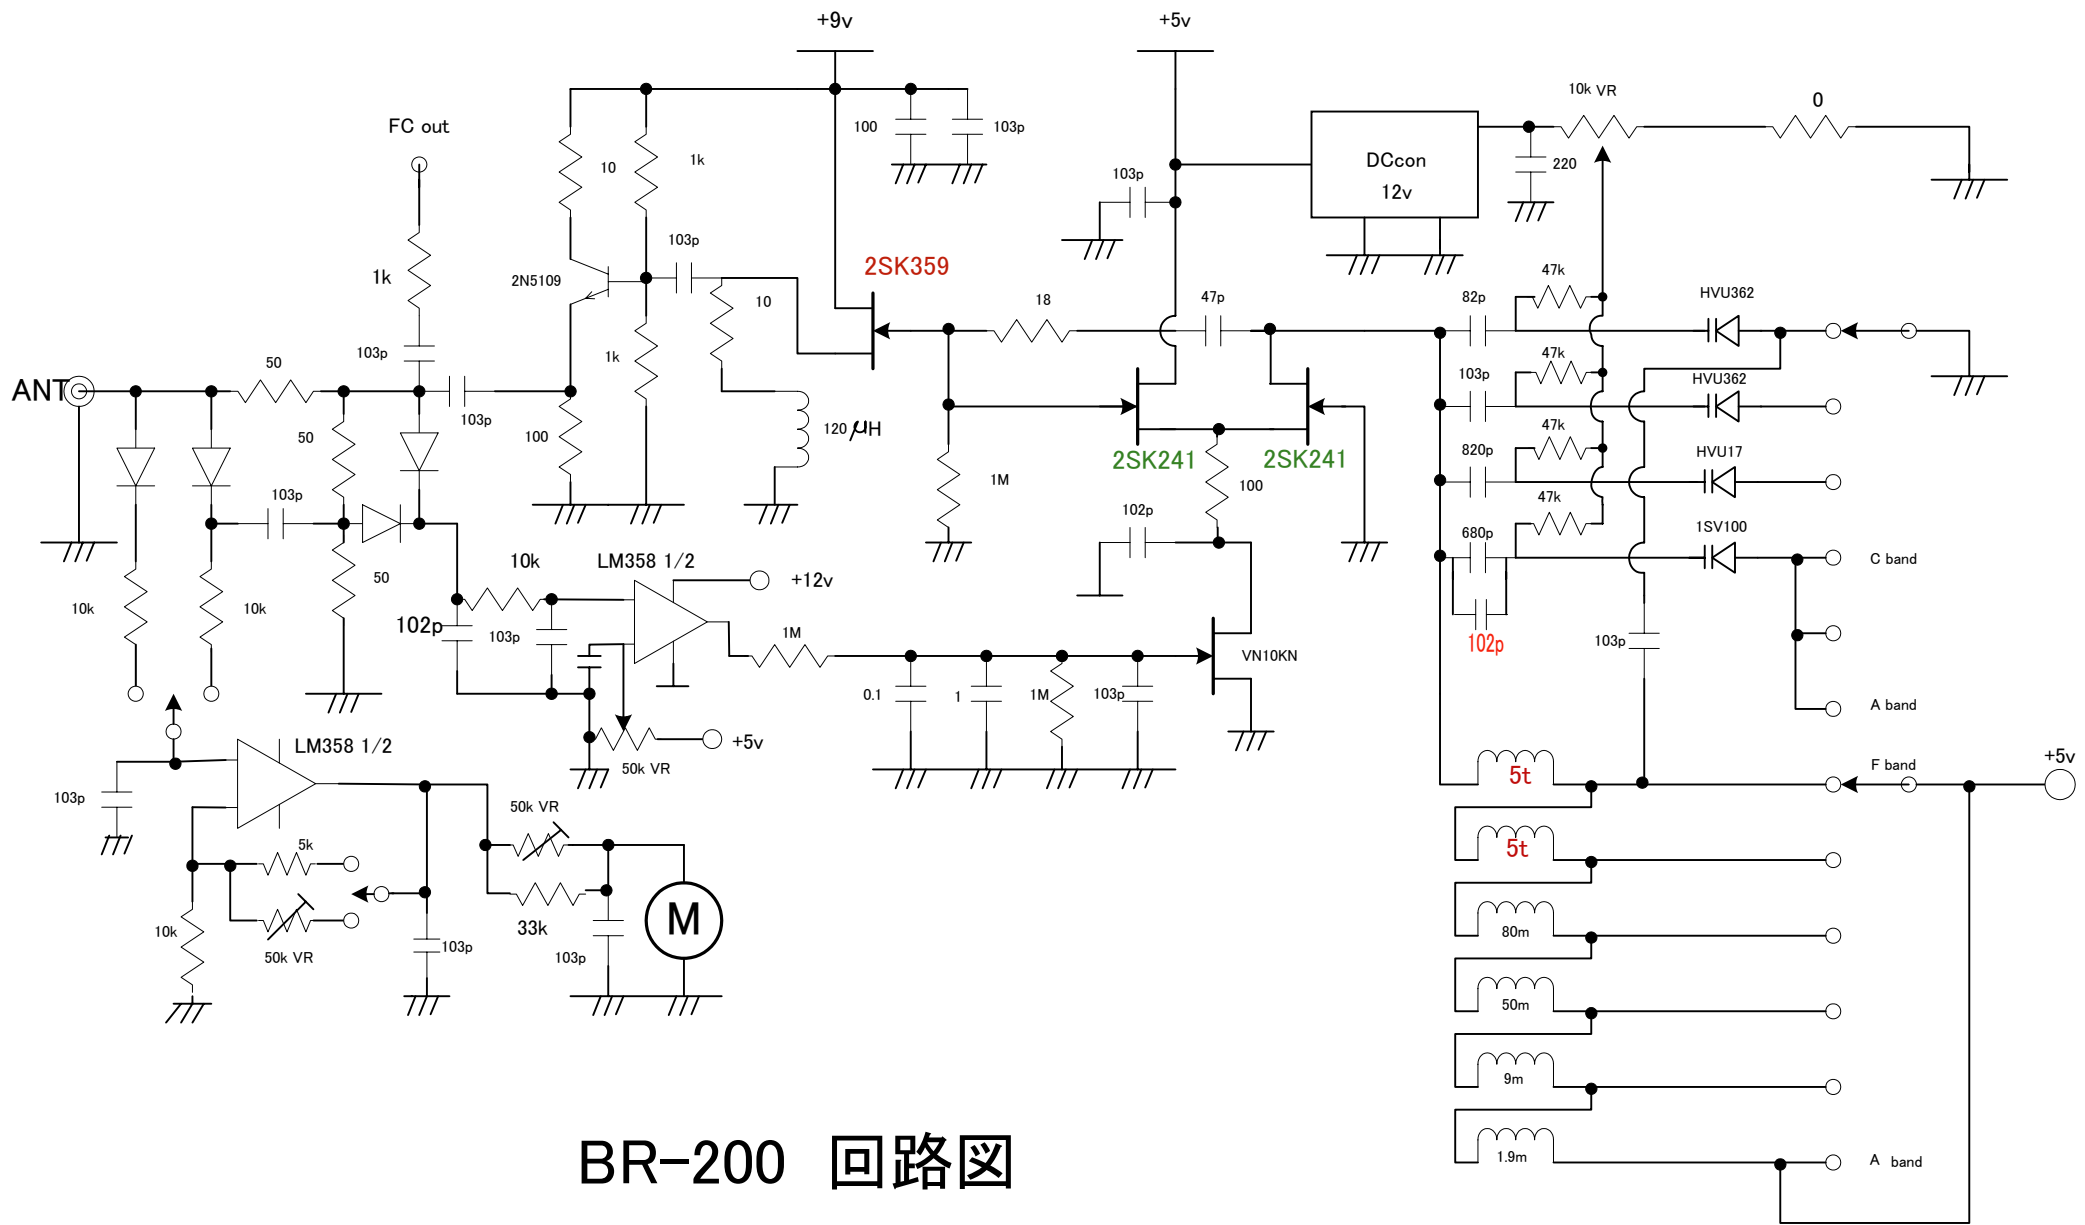 +9v
+5v
10k VR
0
FC out
100
103p
DCcon
12v
220
10
1k
103p
1k
2N5109
103p
2SK359
10
18
47p
82p
47k
HVU362
103p
50
1k
47k
103p
HVU362
ANT
103p
50
100
120 μH
2SK241
2SK241
47k
820p
HVU17
103p
1M
100
47k
680p
1SV100
102p
C band
10k
LM358 1/2
+12v
50
10k
10k
102p
103p
1M
VN10KN
102p
103p
0.1
1
1M
103p
A band
LM358 1/2
+5v
50k VR
F band
+5v
5t
103p
50k VR
5k
5t
10k
50k VR
33k
M
103p
103p
80m
50m
9m
1.9m
A band
BR-200 回路図